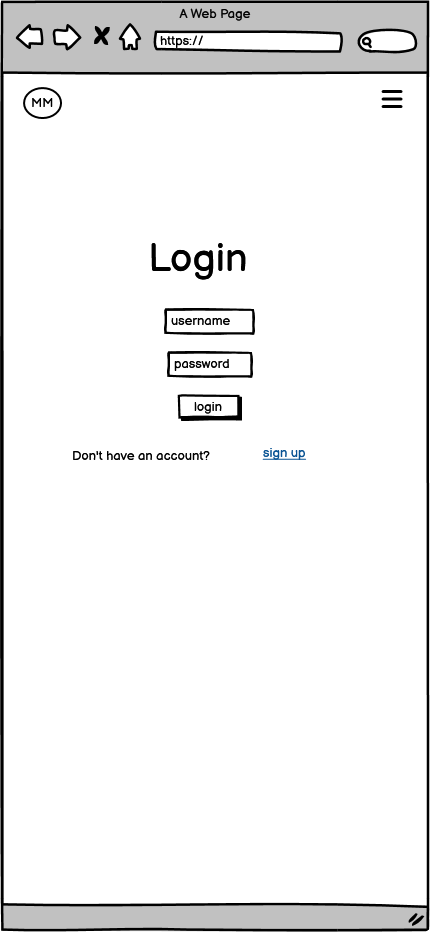 A Web Page
https://
MM
Login
username
password
login
Don't have an account? sign up